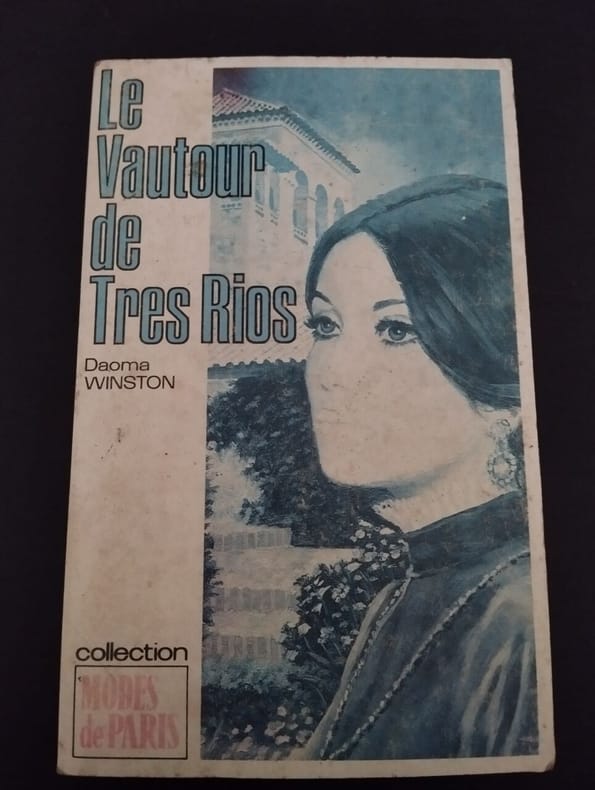 Le
Vautour
de
Tres Rios
Daoma
WINSTON
collection
MODES
de PARIS